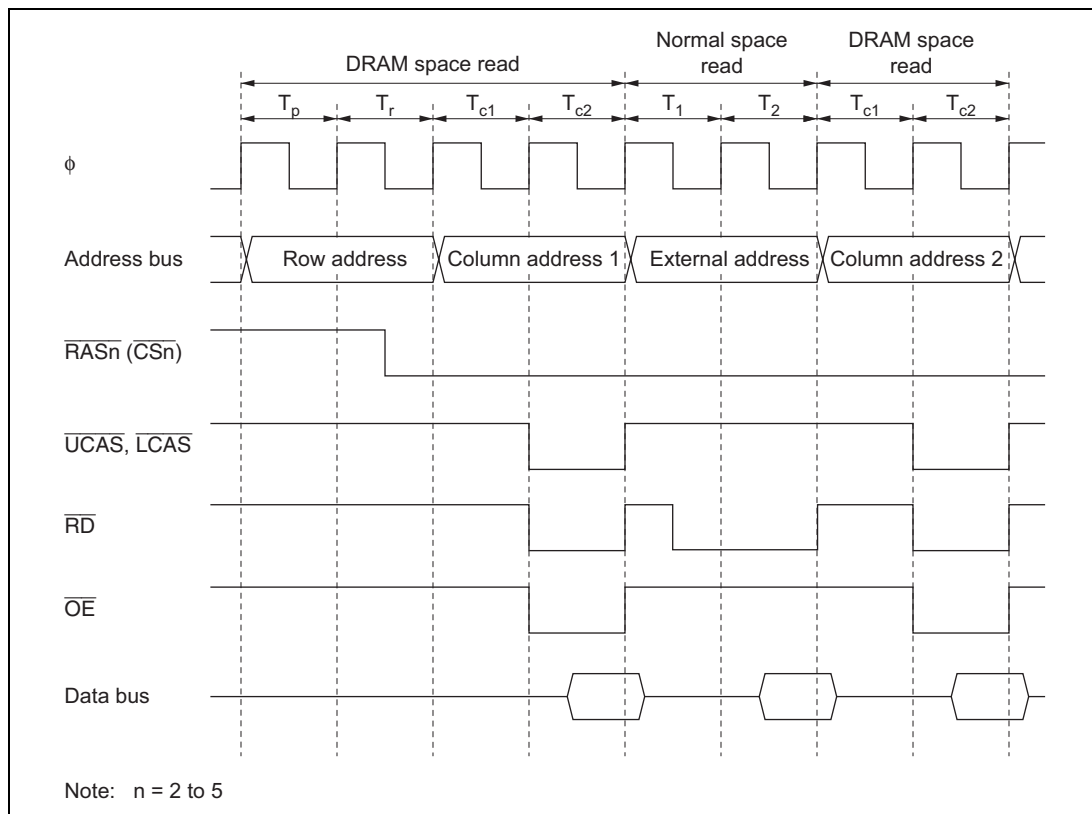 DRAM space read
Normal space
read
DRAM space
read
Tp Tr Tc1 Tc2 T1 T2 Tc1 Tc2
ϕ
Address bus Row address Column address 1 External address Column address 2
RASn (CSn)
UCAS, LCAS
RD
OE
Data bus
Note: n = 2 to 5